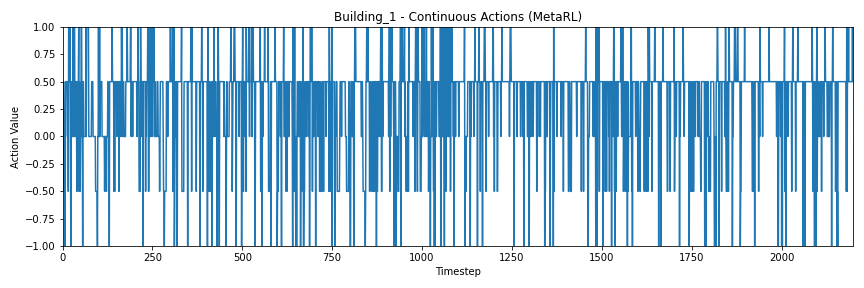 Building_1 - Continuous Actions (MetaRL)
1.00
0.75
0.50
0.25
0.00
−0.25
−0.50
−0.75
−1.00
Action Value
0 250 500 750 1000 1250 1500 1750 2000
Timestep